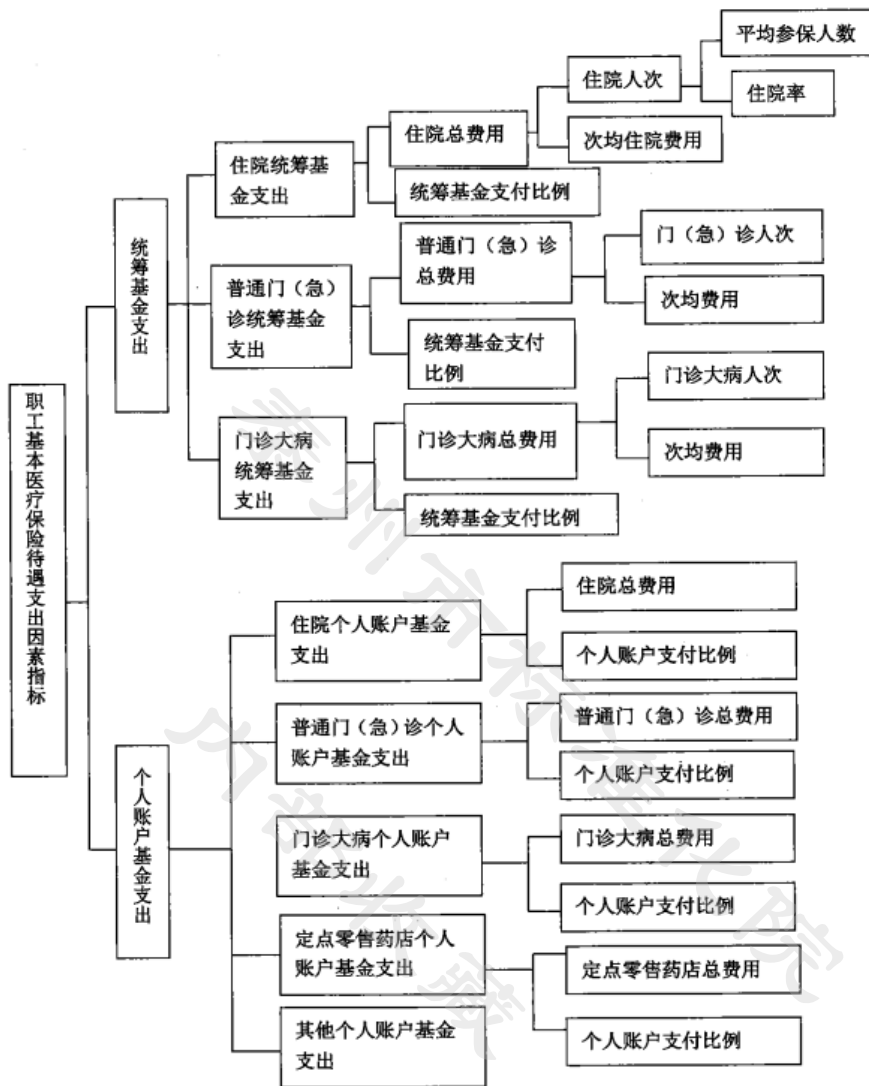 平均参保人数
住院人次
住院率
住院总费用
次均住院费用
住院统筹基
金支出
统筹基金支付比例
统筹基金支出
普通门（急）诊
总费用
门（急）诊人次
普通门（急）
诊统筹基金
支出
次均费用
统筹基金支付
比例
门诊大病人次
职工基本医疗保险待遇支出因素指标
门诊大病
统筹基金
支出
门诊大病总费用
次均费用
统筹基金支付比例
住院总费用
住院个人账户基金
支出
个人账户支付比例
普通门（急）诊总费用
普通门（急）诊个人
账户基金支出
个人账户支付比例
个人账户基金支出
门诊大病总费用
门诊大病个人账户
基金支出
个人账户支付比例
定点零售药店个人
账户基金支出
定点零售药店总费用
其他个人账户基金
支出
个人账户支付比例
泰州市标准化院
内部收藏